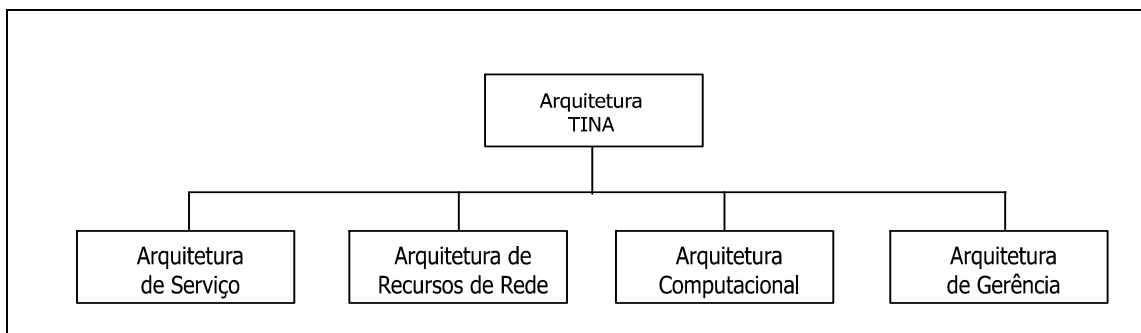 Arquitetura
TINA
Arquitetura
de Serviço
Arquitetura de
Recursos de Rede
Arquitetura
Computacional
Arquitetura
de Gerência